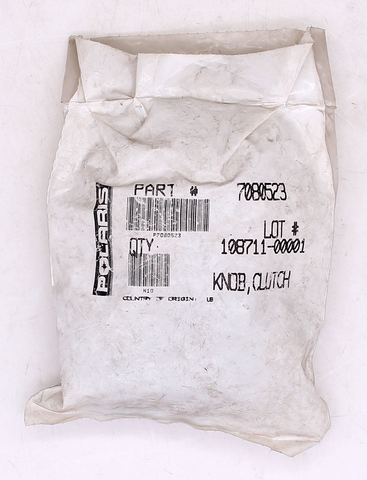 POLARIS
PART # 7080523
P7080523
LOT #
QTY 108711-00001
KNOB,CLUTCH
COUNTRY OF ORIGIN: